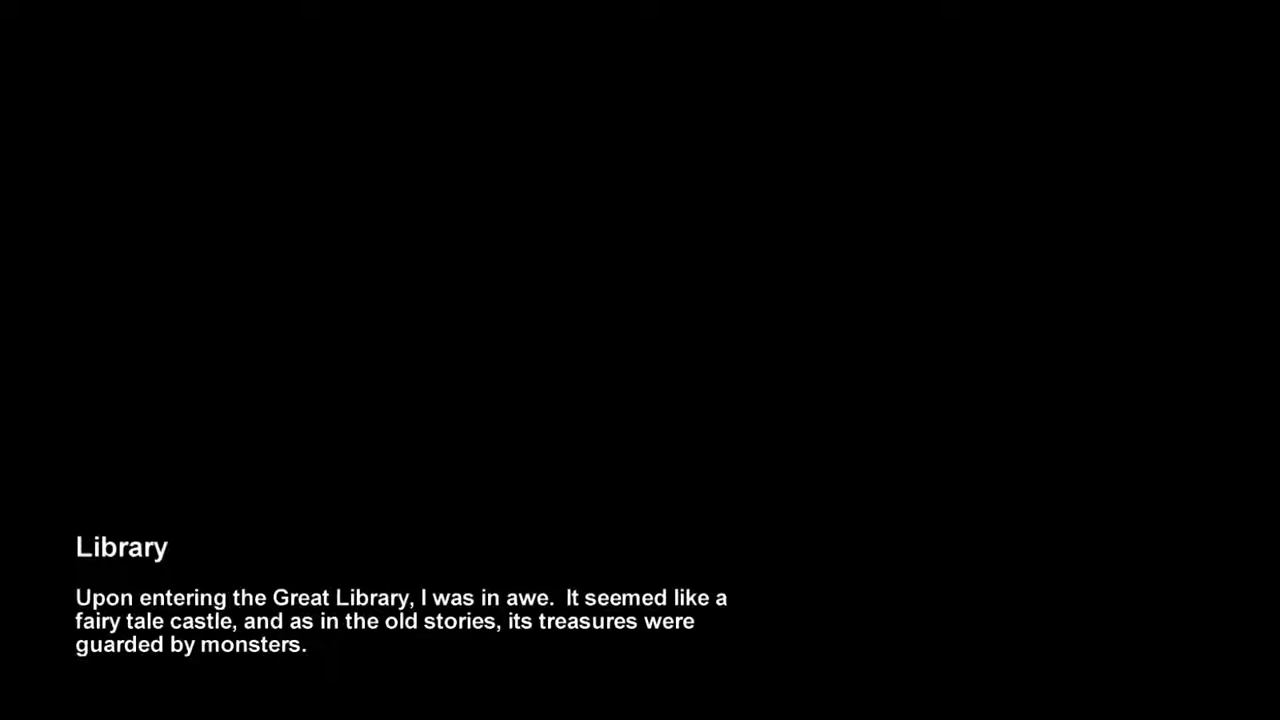 Library
Upon entering the Great Library, I was in awe.  It seemed like a
fairy tale castle, and as in the old stories, its treasures were
guarded by monsters.